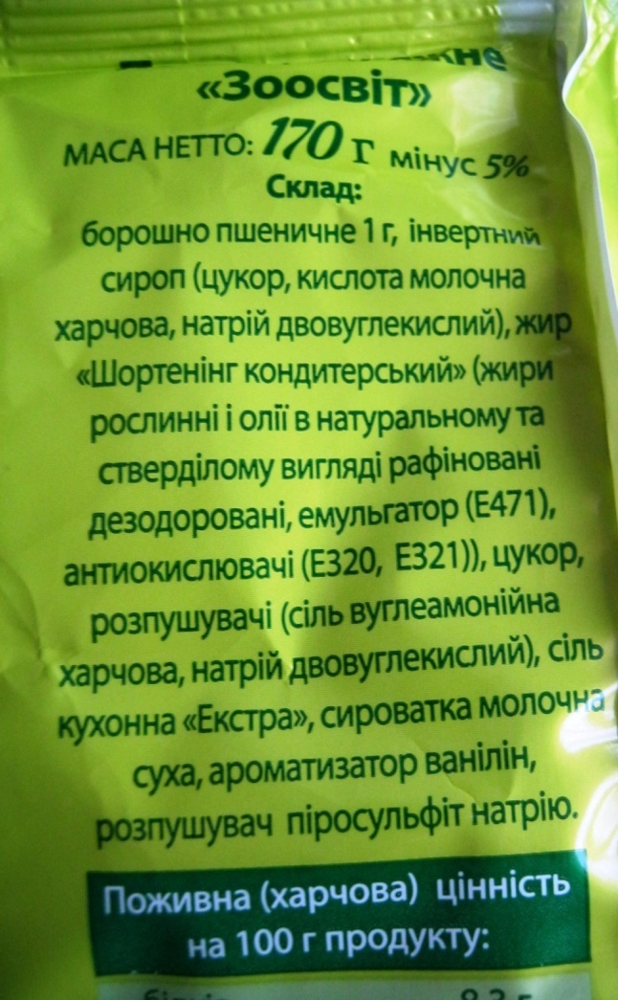 «Зоосвіт»
МАСА НЕТТО: 170 г мінус 5%
Склад:
борошно пшеничне 1 г, інвертний
сироп (цукор, кислота молочна
харчова, натрій двовуглекислий), жир
«Шортенінг кондитерський» (жири
рослинні і олії в натуральному та
стверділому вигляді рафіновані
дезодоровані, емульгатор (Е471),
антиокислювачі (Е320, Е321)), цукор,
розпушувачі (сіль вуглеамонійна
харчова, натрій двовуглекислий), сіль
кухонна «Екстра», сироватка молочна
суха, ароматизатор ванілін,
розпушувач піросульфіт натрію.
Поживна (харчова) цінність
на 100 г продукту: